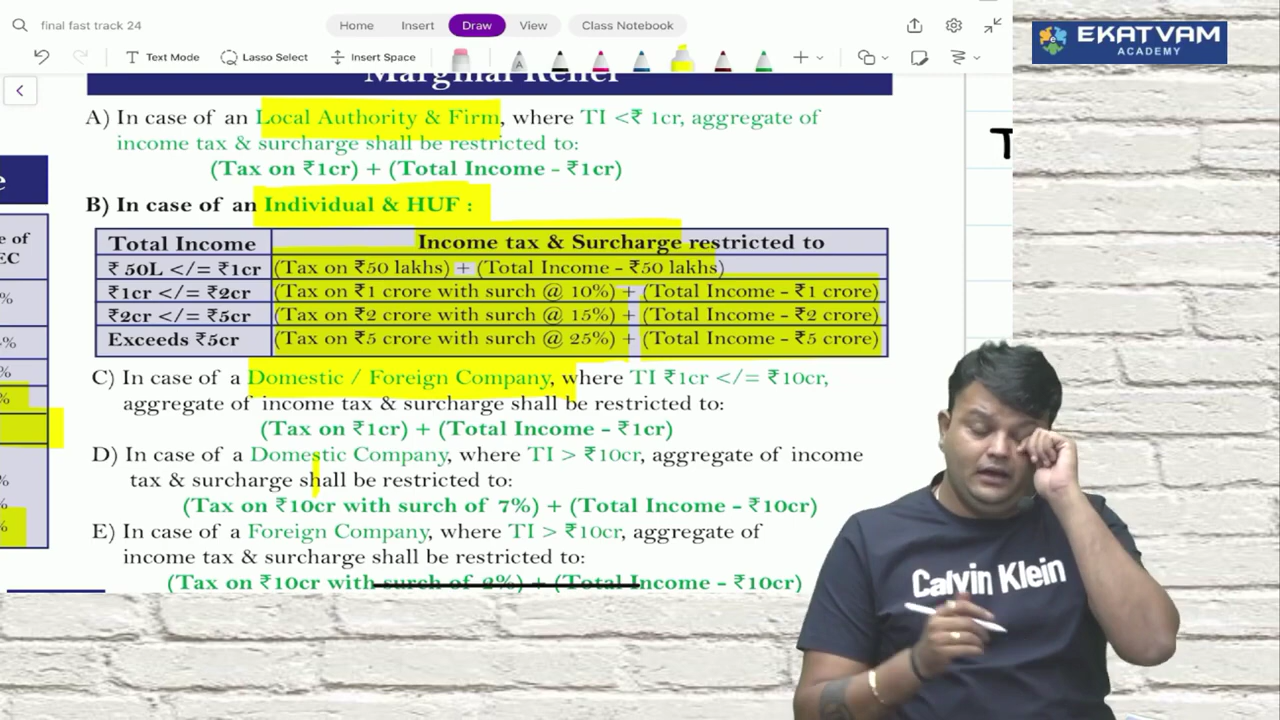 final fast track 24
Home Insert Draw View Class Notebook
EKATVAM
ACADEMY
Text Mode Lasso Select Insert Space
Marginal Relief
A) In case of an Local Authority & Firm, where TI <₹ 1cr, aggregate of
income tax & surcharge shall be restricted to:
(Tax on ₹1cr) + (Total Income - ₹1cr)
B) In case of an Individual & HUF :
Total Income Income tax & Surcharge restricted to
₹ 50L </= ₹1cr (Tax on ₹50 lakhs) + (Total Income - ₹50 lakhs)
₹1cr </= ₹2cr (Tax on ₹1 crore with surch @ 10%) + (Total Income - ₹1 crore)
₹2cr </= ₹5cr (Tax on ₹2 crore with surch @ 15%) + (Total Income - ₹2 crore)
Exceeds ₹5cr (Tax on ₹5 crore with surch @ 25%) + (Total Income - ₹5 crore)
C) In case of a Domestic / Foreign Company, where TI ₹1cr </= ₹10cr,
aggregate of income tax & surcharge shall be restricted to:
(Tax on ₹1cr) + (Total Income - ₹1cr)
D) In case of a Domestic Company, where TI > ₹10cr, aggregate of income
tax & surcharge shall be restricted to:
(Tax on ₹10cr with surch of 7%) + (Total Income - ₹10cr)
E) In case of a Foreign Company, where TI > ₹10cr, aggregate of
income tax & surcharge shall be restricted to:
(Tax on ₹10cr with surch of 2%) + (Total Income - ₹10cr)
Calvin Klein